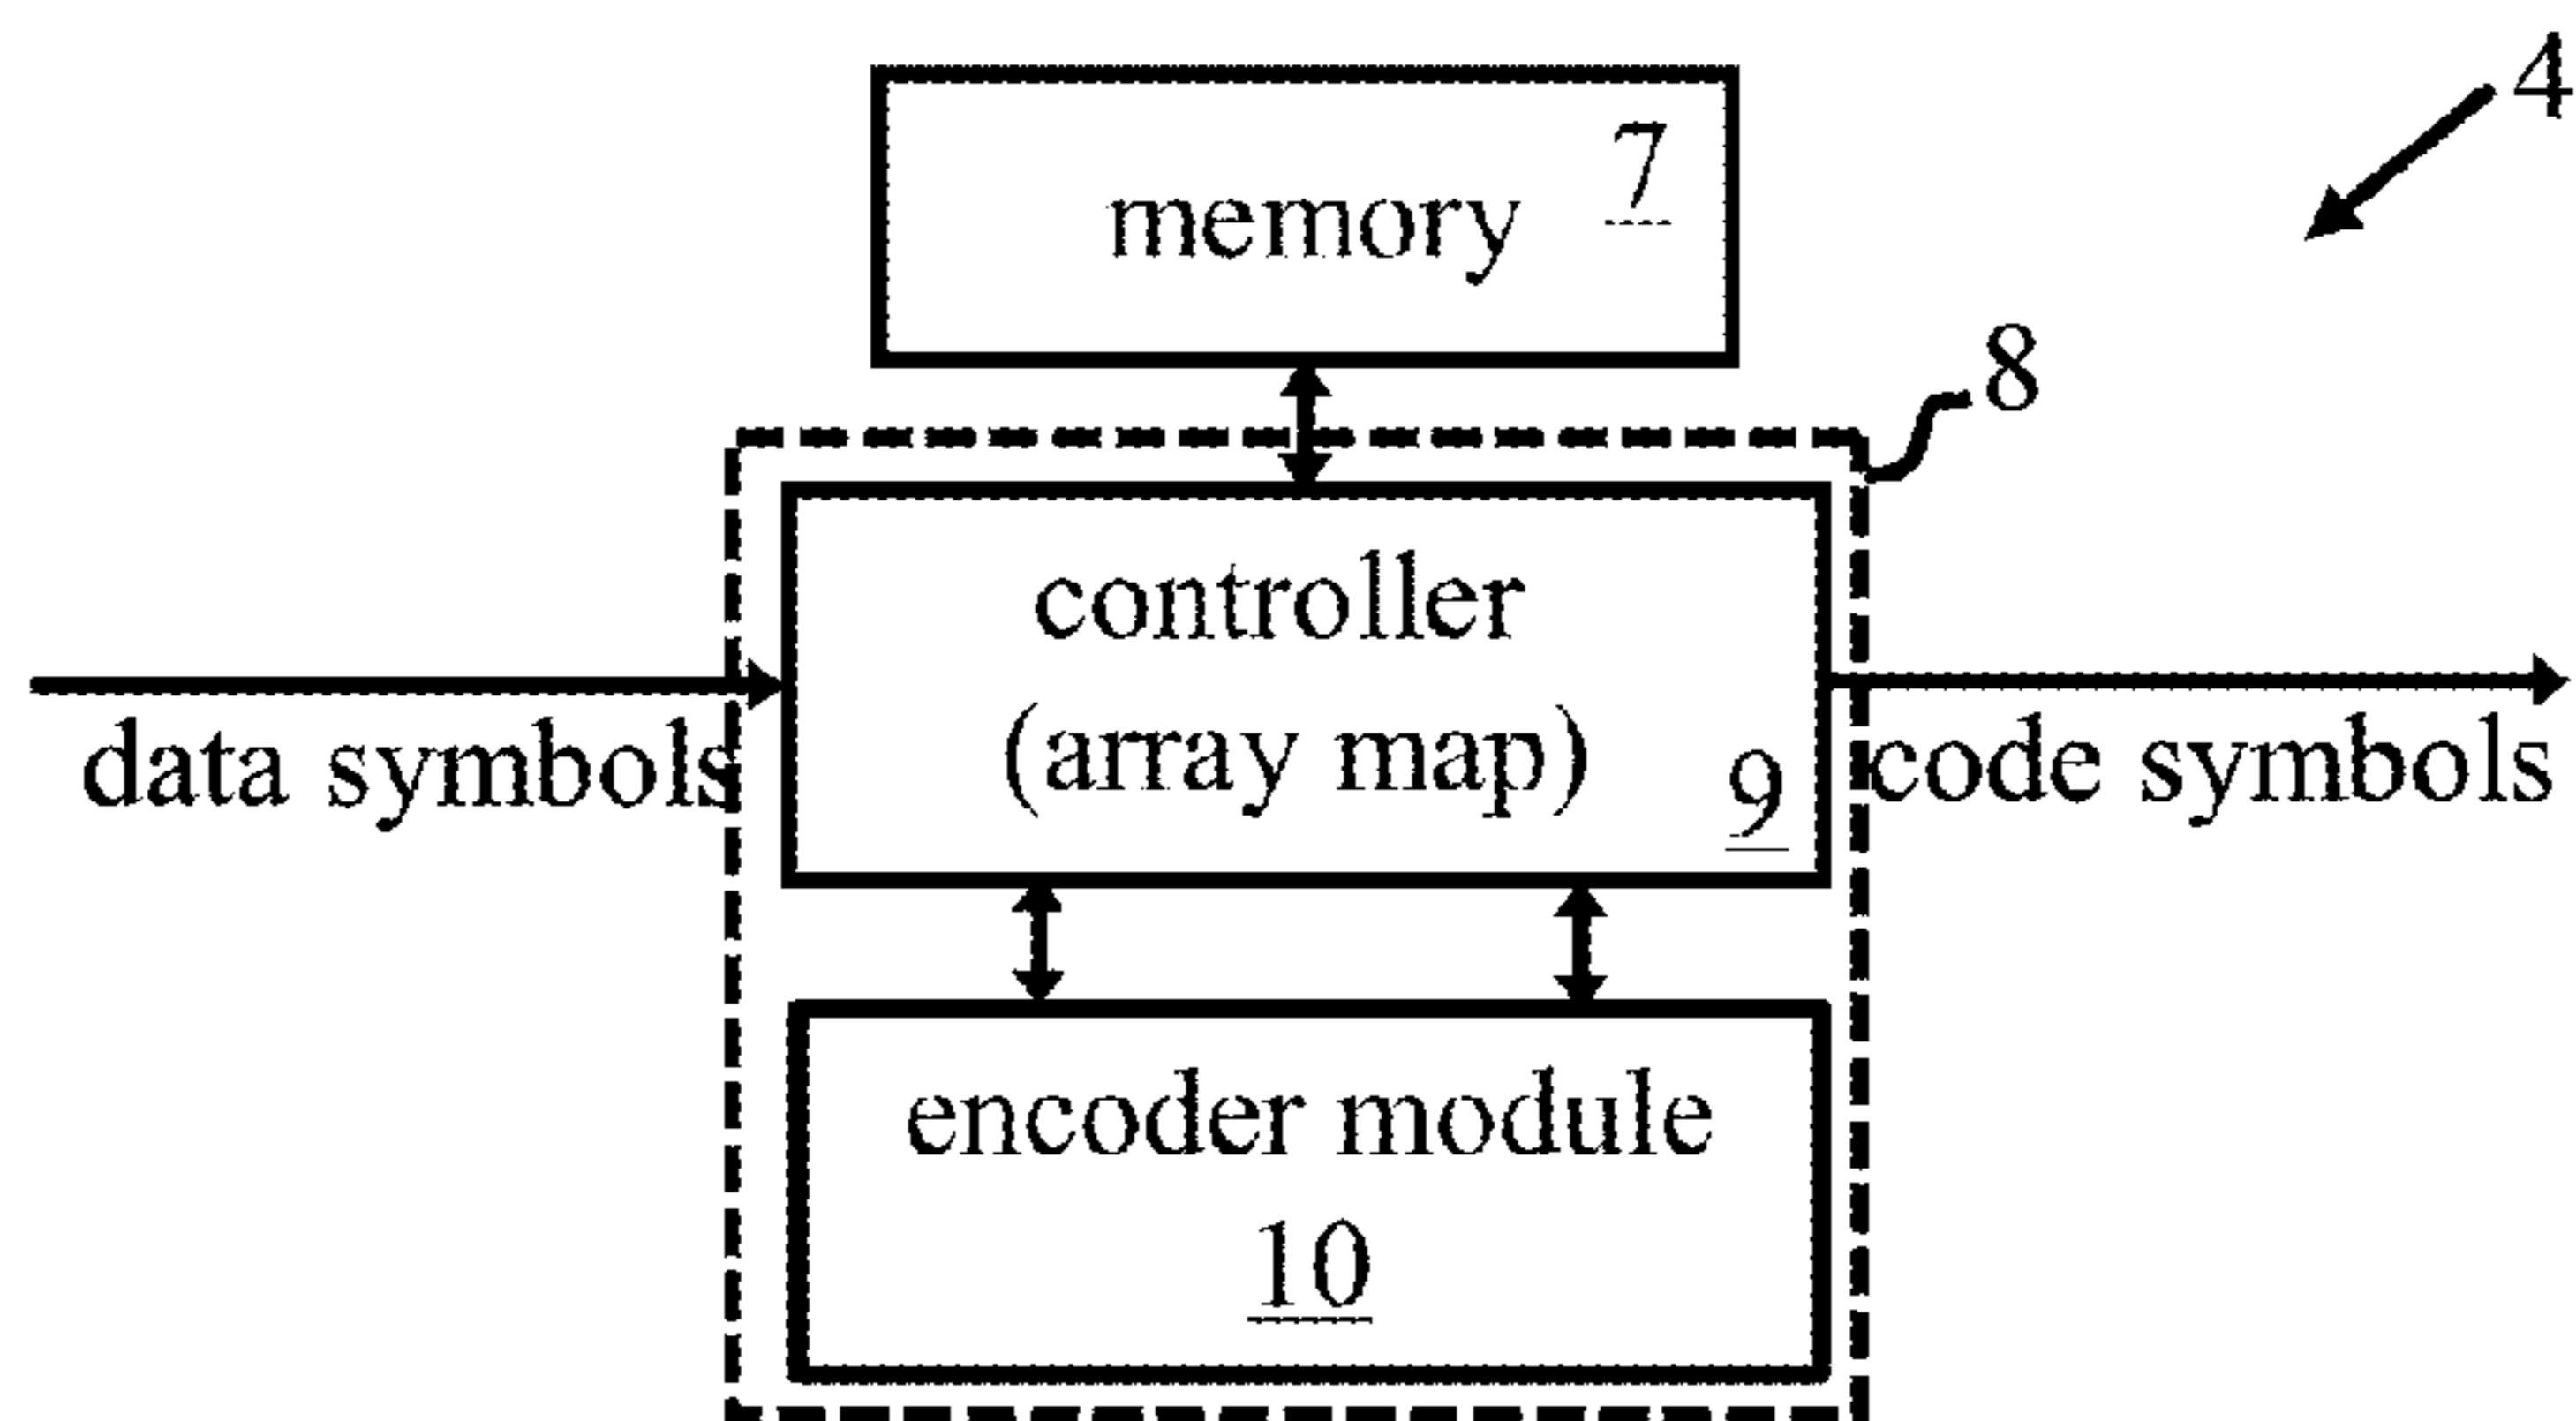 4
7
memory
8
controller
(array map)
9
data symbols
code symbols
encoder module
10